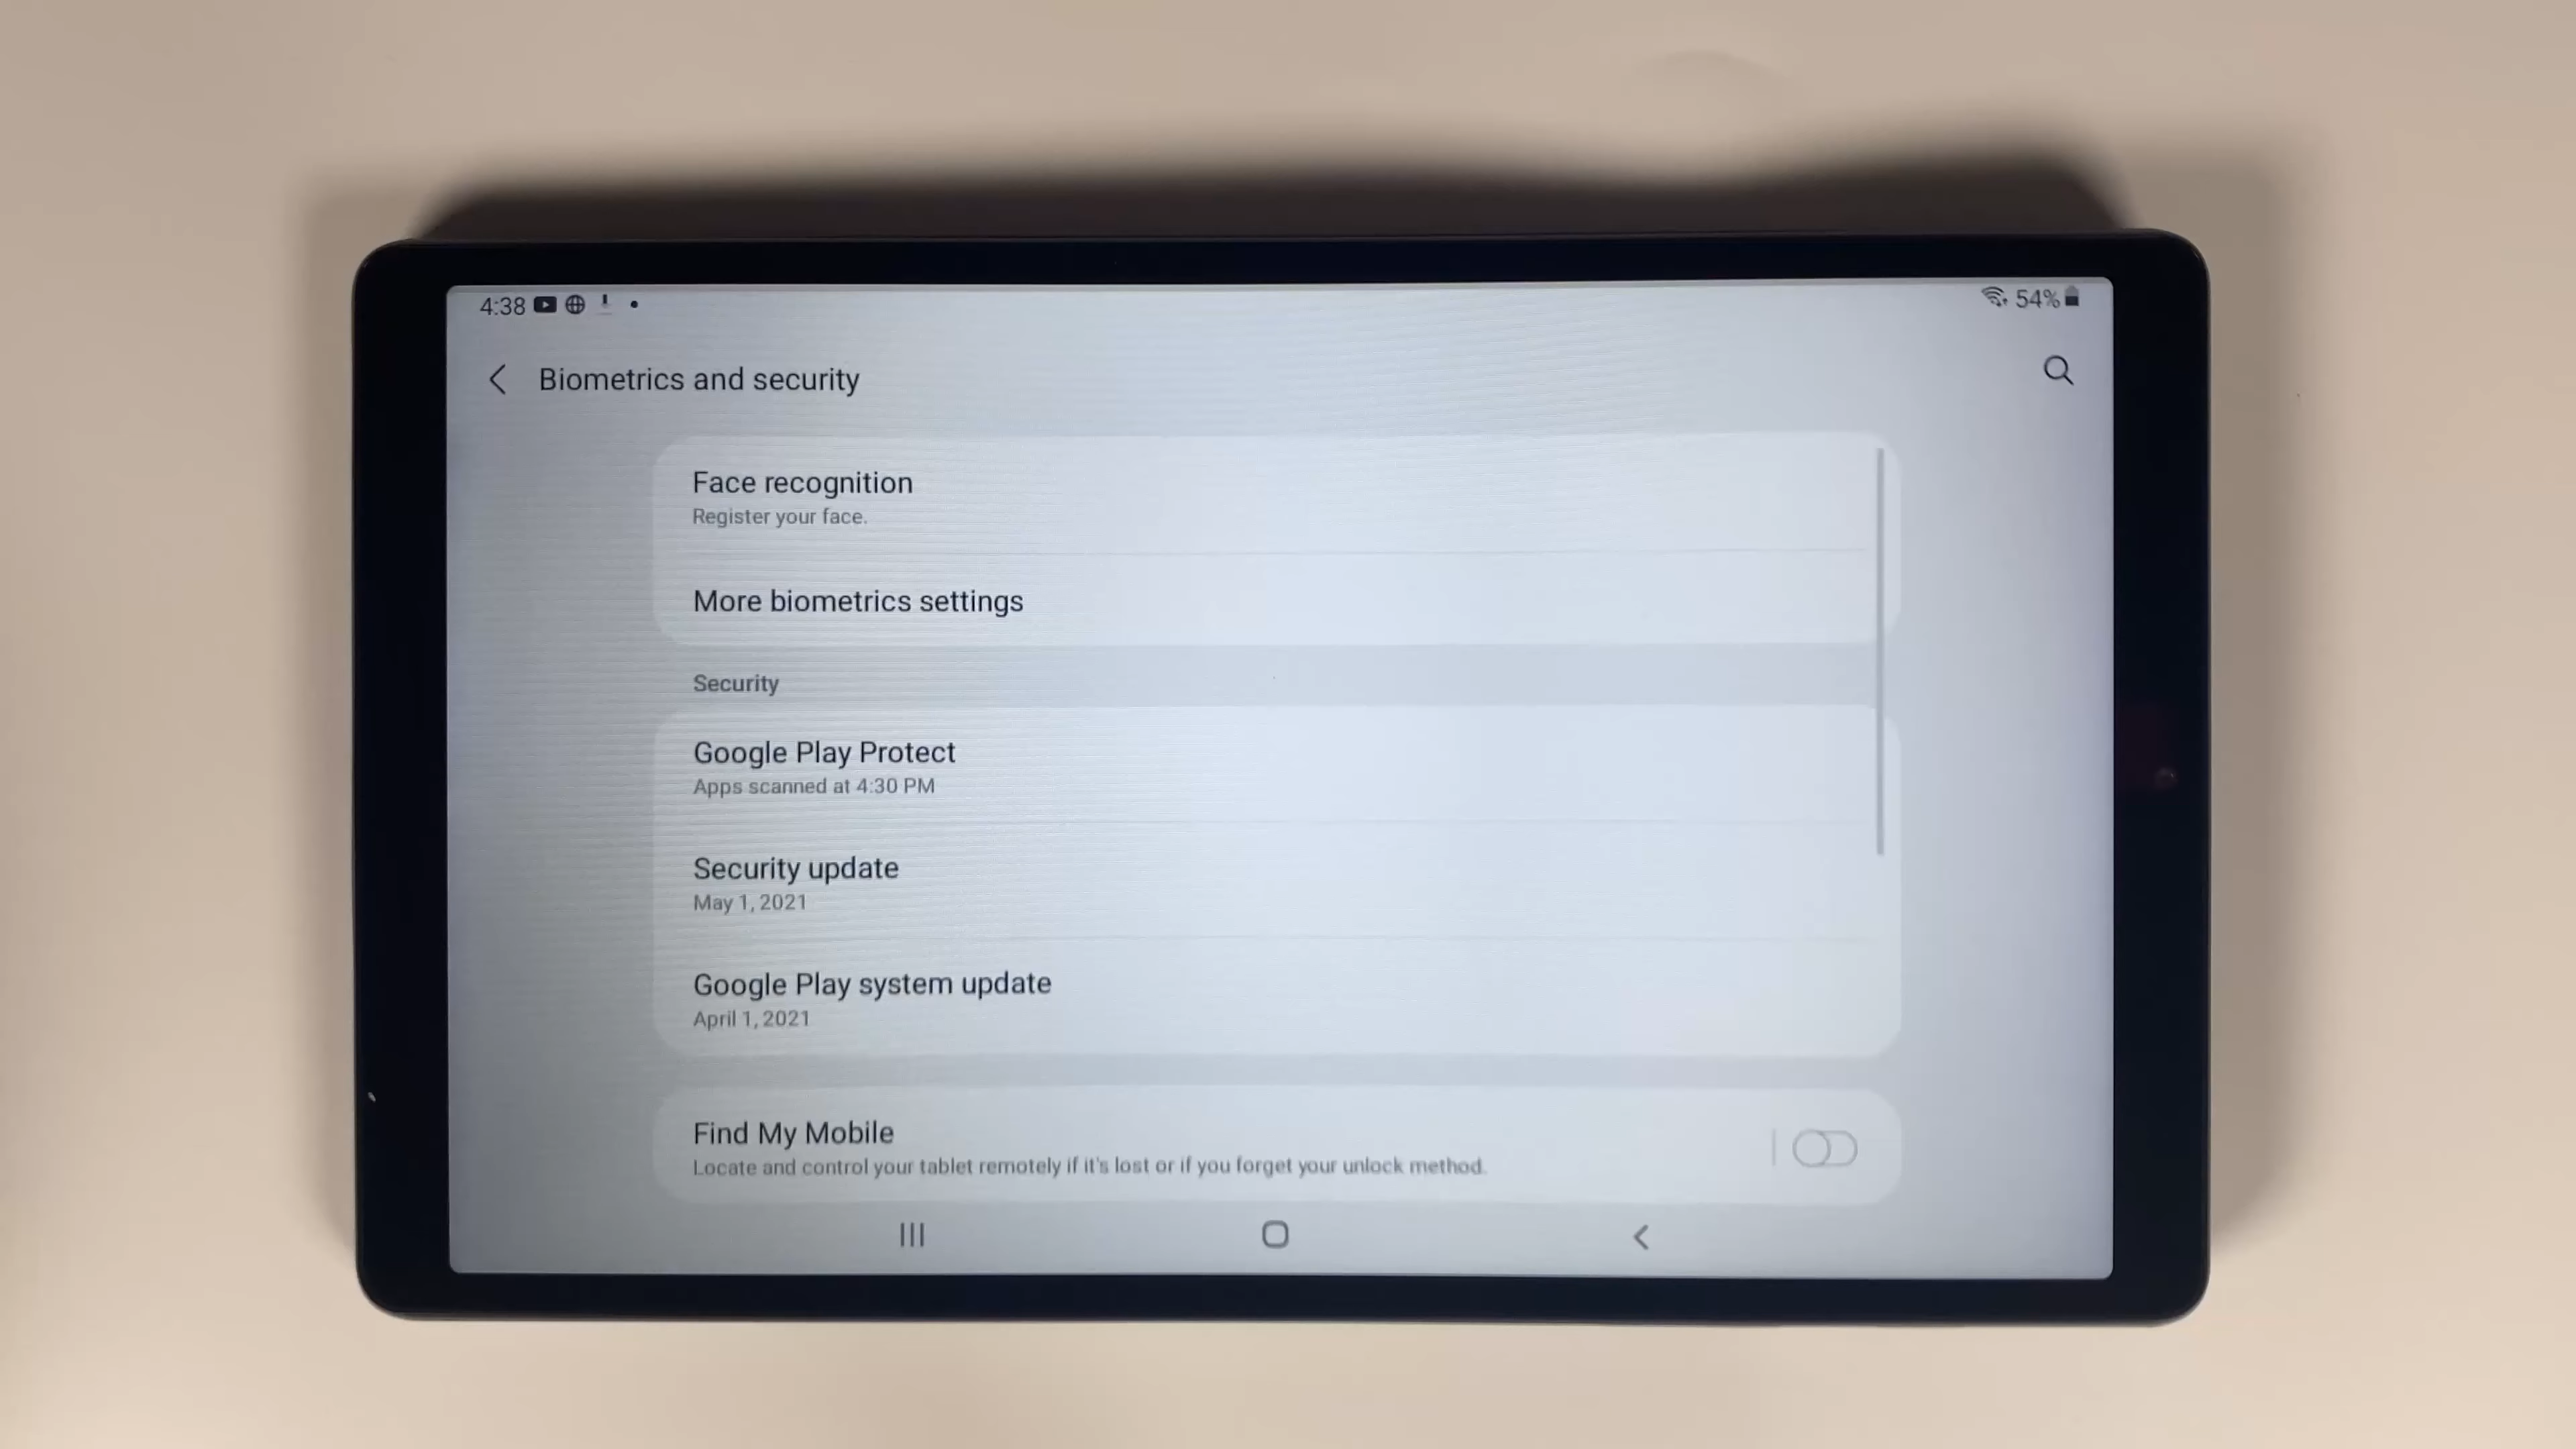 4:38
54%
Biometrics and security
Face recognition
Register your face.
More biometrics settings
Security
Google Play Protect
Apps scanned at 4:30 PM
Security update
May 1, 2021
Google Play system update
April 1, 2021
Find My Mobile
Locate and control your tablet remotely if it's lost or if you forget your unlock method.